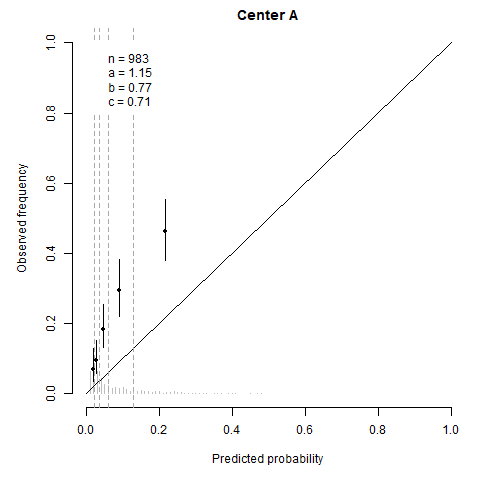 Center A
n = 983
a = 1.15
b = 0.77
c = 0.71
Observed frequency
1.0
0.8
0.6
0.4
0.2
0.0
0.0 0.2 0.4 0.6 0.8 1.0
Predicted probability